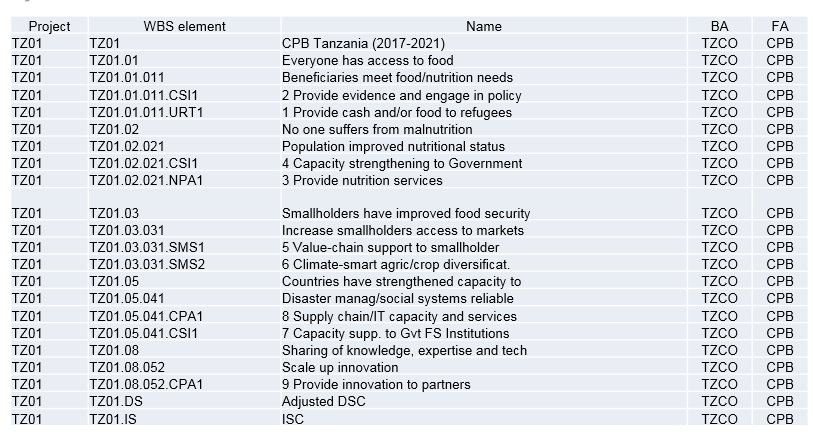 Project WBS element Name BA FA
TZ01 TZ01 CPB Tanzania (2017-2021) TZCO CPB
TZ01 TZ01.01 Everyone has access to food TZCO CPB
TZ01 TZ01.01.011 Beneficiaries meet food/nutrition needs TZCO CPB
TZ01 TZ01.01.011.CSI1 2 Provide evidence and engage in policy TZCO CPB
TZ01 TZ01.01.011.URT1 1 Provide cash and/or food to refugees TZCO CPB
TZ01 TZ01.02 No one suffers from malnutrition TZCO CPB
TZ01 TZ01.02.021 Population improved nutritional status TZCO CPB
TZ01 TZ01.02.021.CSI1 4 Capacity strengthening to Government TZCO CPB
TZ01 TZ01.02.021.NPA1 3 Provide nutrition services TZCO CPB
TZ01 TZ01.03 Smallholders have improved food security TZCO CPB
TZ01 TZ01.03.031 Increase smallholders access to markets TZCO CPB
TZ01 TZ01.03.031.SMS1 5 Value-chain support to smallholder TZCO CPB
TZ01 TZ01.03.031.SMS2 6 Climate-smart agric/crop diversificat. TZCO CPB
TZ01 TZ01.05 Countries have strengthened capacity to TZCO CPB
TZ01 TZ01.05.041 Disaster manag/social systems reliable TZCO CPB
TZ01 TZ01.05.041.CPA1 8 Supply chain/IT capacity and services TZCO CPB
TZ01 TZ01.05.041.CSI1 7 Capacity supp. to Gvt FS Institutions TZCO CPB
TZ01 TZ01.08 Sharing of knowledge, expertise and tech TZCO CPB
TZ01 TZ01.08.052 Scale up innovation TZCO CPB
TZ01 TZ01.08.052.CPA1 9 Provide innovation to partners TZCO CPB
TZ01 TZ01.DS Adjusted DSC TZCO CPB
TZ01 TZ01.IS ISC TZCO CPB